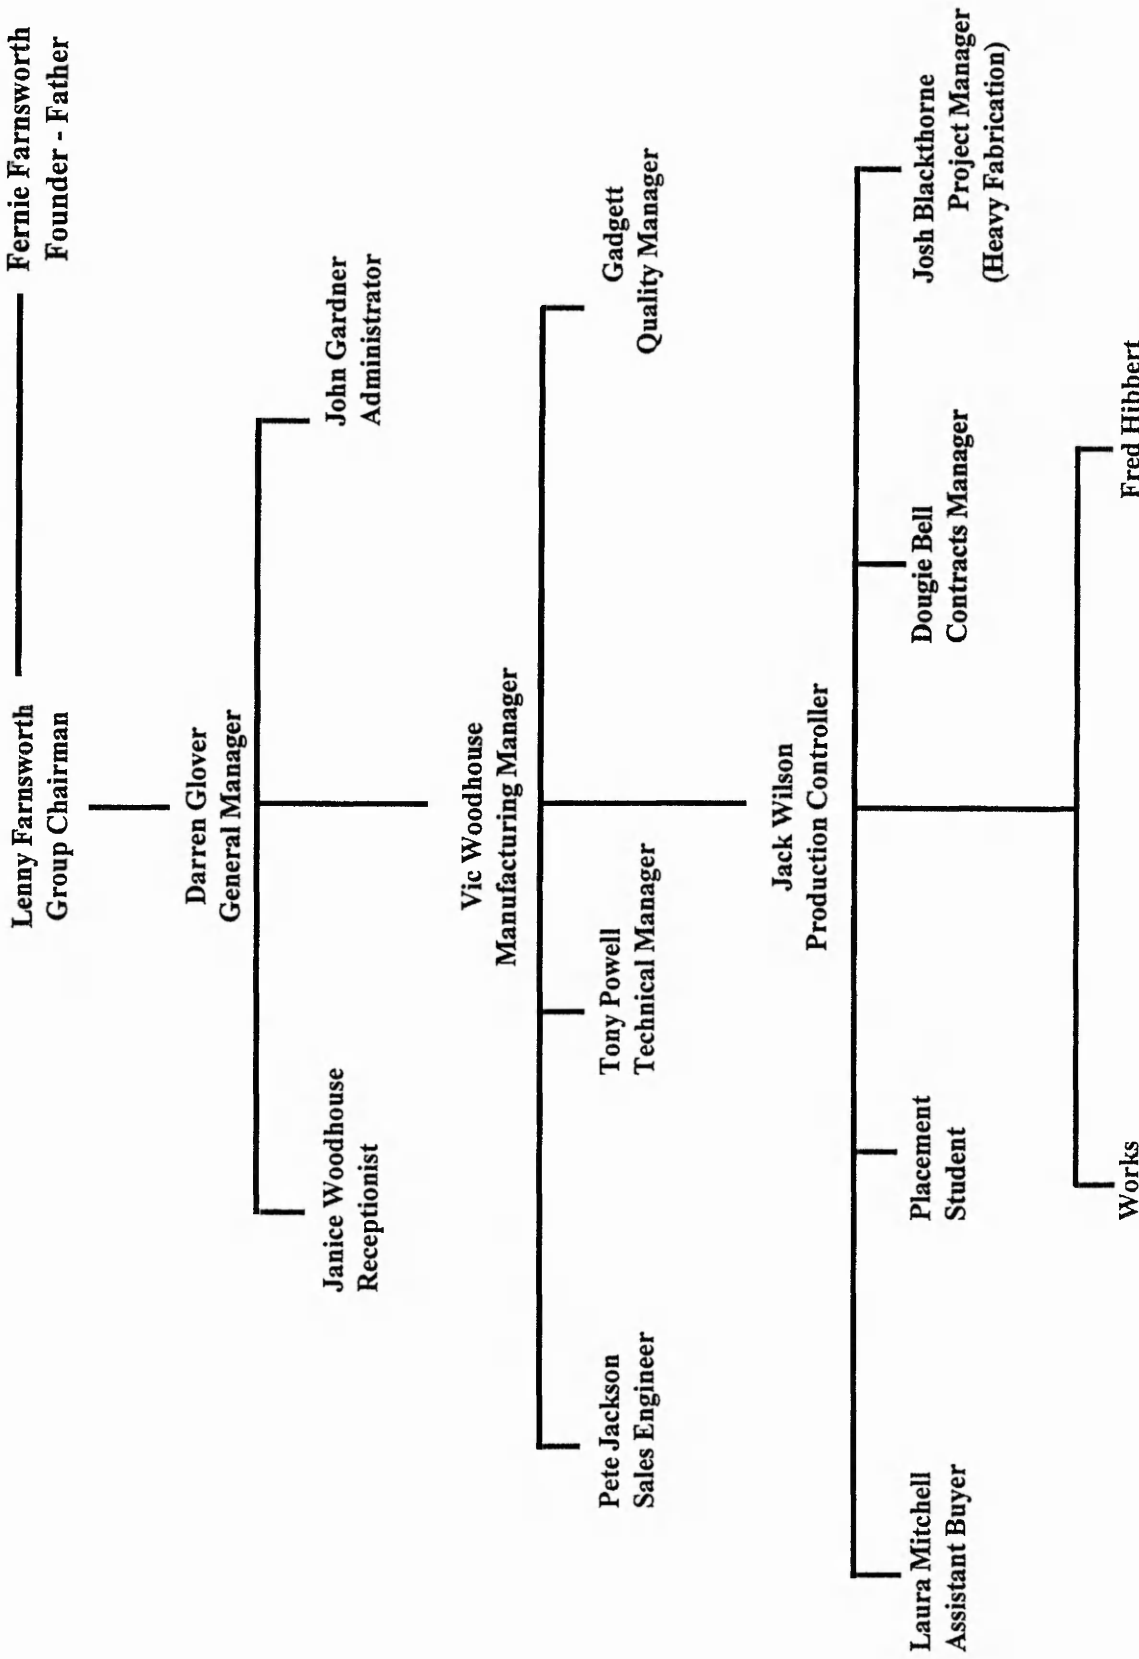 Lenny Farnsworth
Group Chairman
Fernie Farnsworth
Founder - Father
Darren Glover
General Manager
Janice Woodhouse
Receptionist
John Gardner
Administrator
Vic Woodhouse
Manufacturing Manager
Pete Jackson
Sales Engineer
Tony Powell
Technical Manager
Gadgett
Quality Manager
Jack Wilson
Production Controller
Laura Mitchell
Assistant Buyer
Placement
Student
Dougie Bell
Contracts Manager
Josh Blackthorne
Project Manager
(Heavy Fabrication)
Works
Fred Hibbert